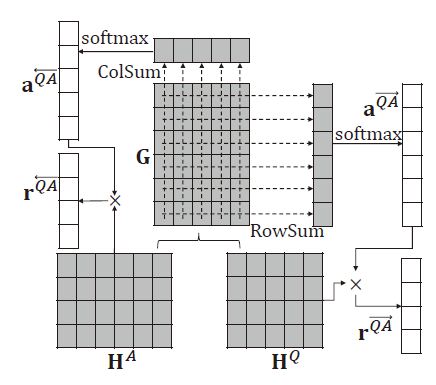 softmax
ColSum
a^{\overleftarrow{QA}}
a^{\overrightarrow{QA}}
softmax
G
r^{\overleftarrow{QA}}
×
RowSum
×
r^{\overrightarrow{QA}}
H^A
H^Q